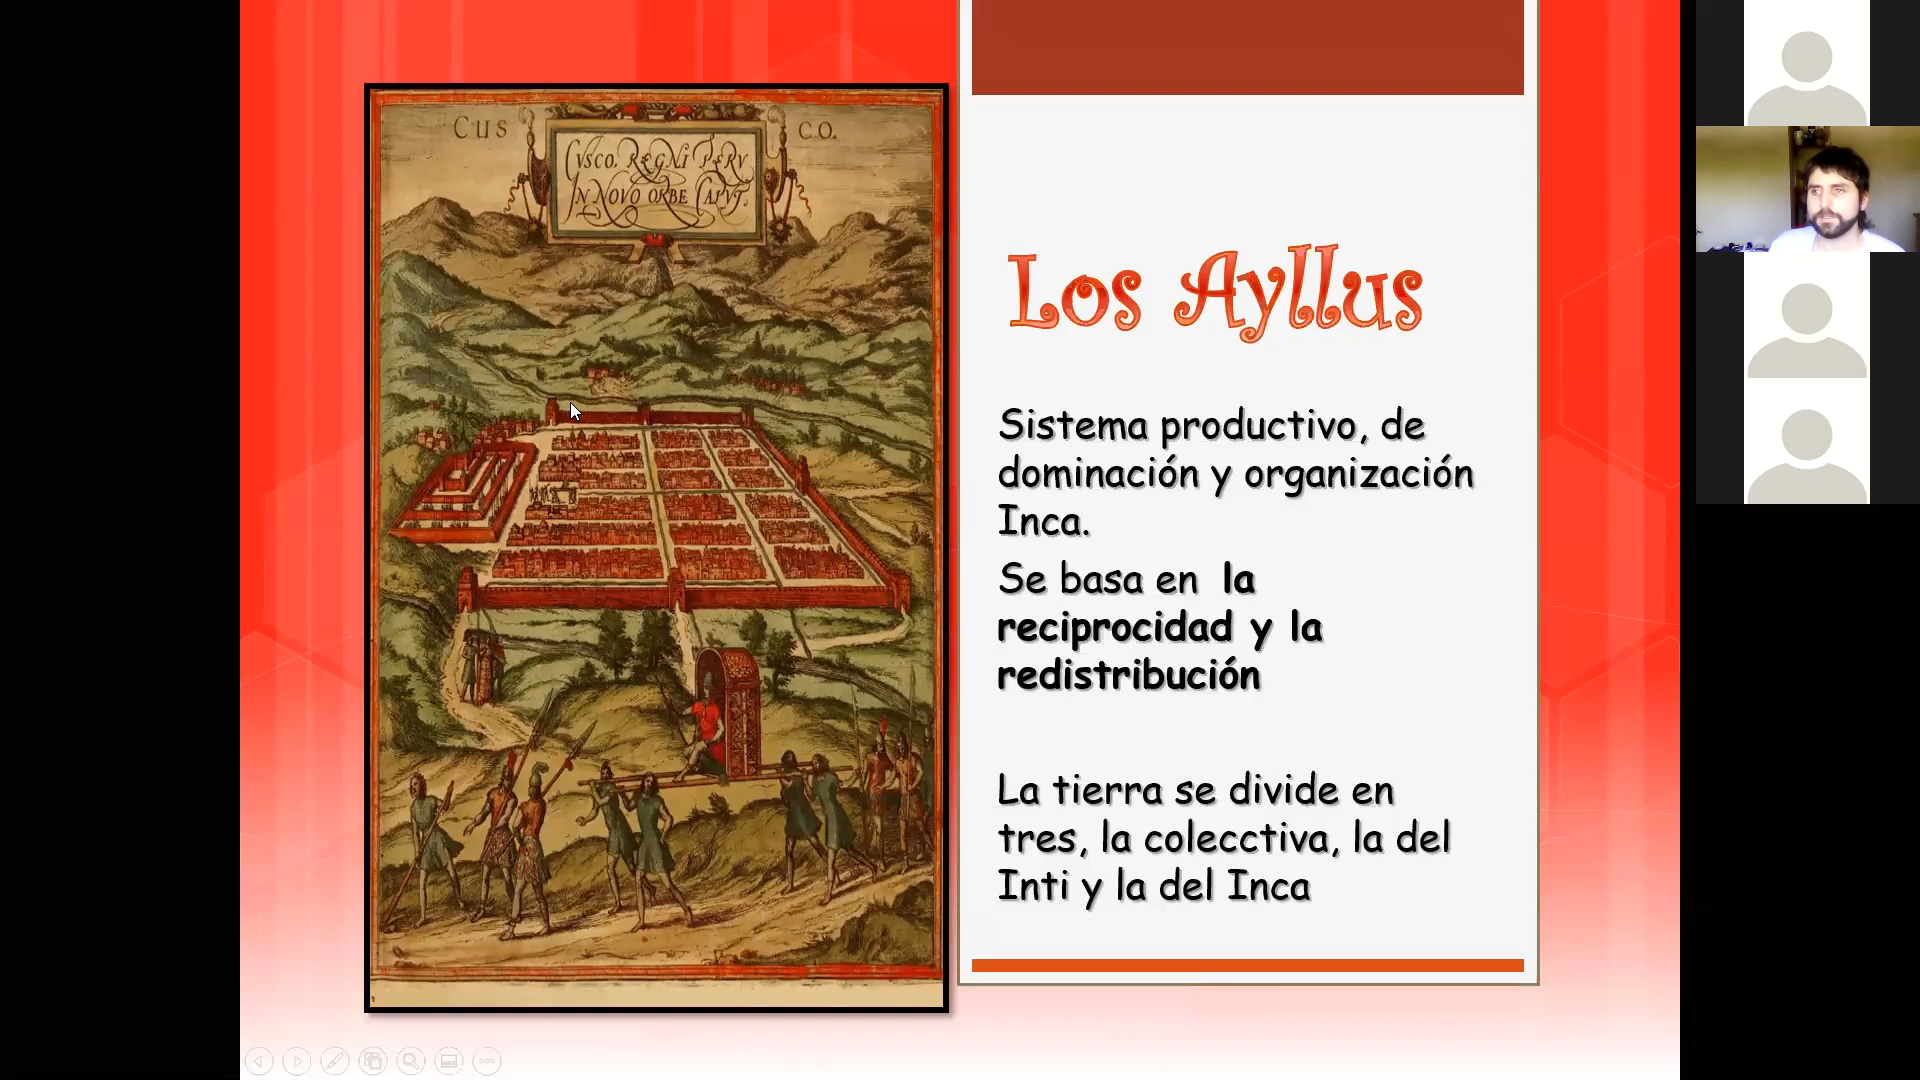 CUS CO.
CVSCO, REGNI PERV
IN NOVO ORBE CAPVT.
Los Ayllus
Sistema productivo, de
dominación y organización
Inca.
Se basa en la
reciprocidad y la
redistribución
La tierra se divide en
tres, la colecctiva, la del
Inti y la del Inca